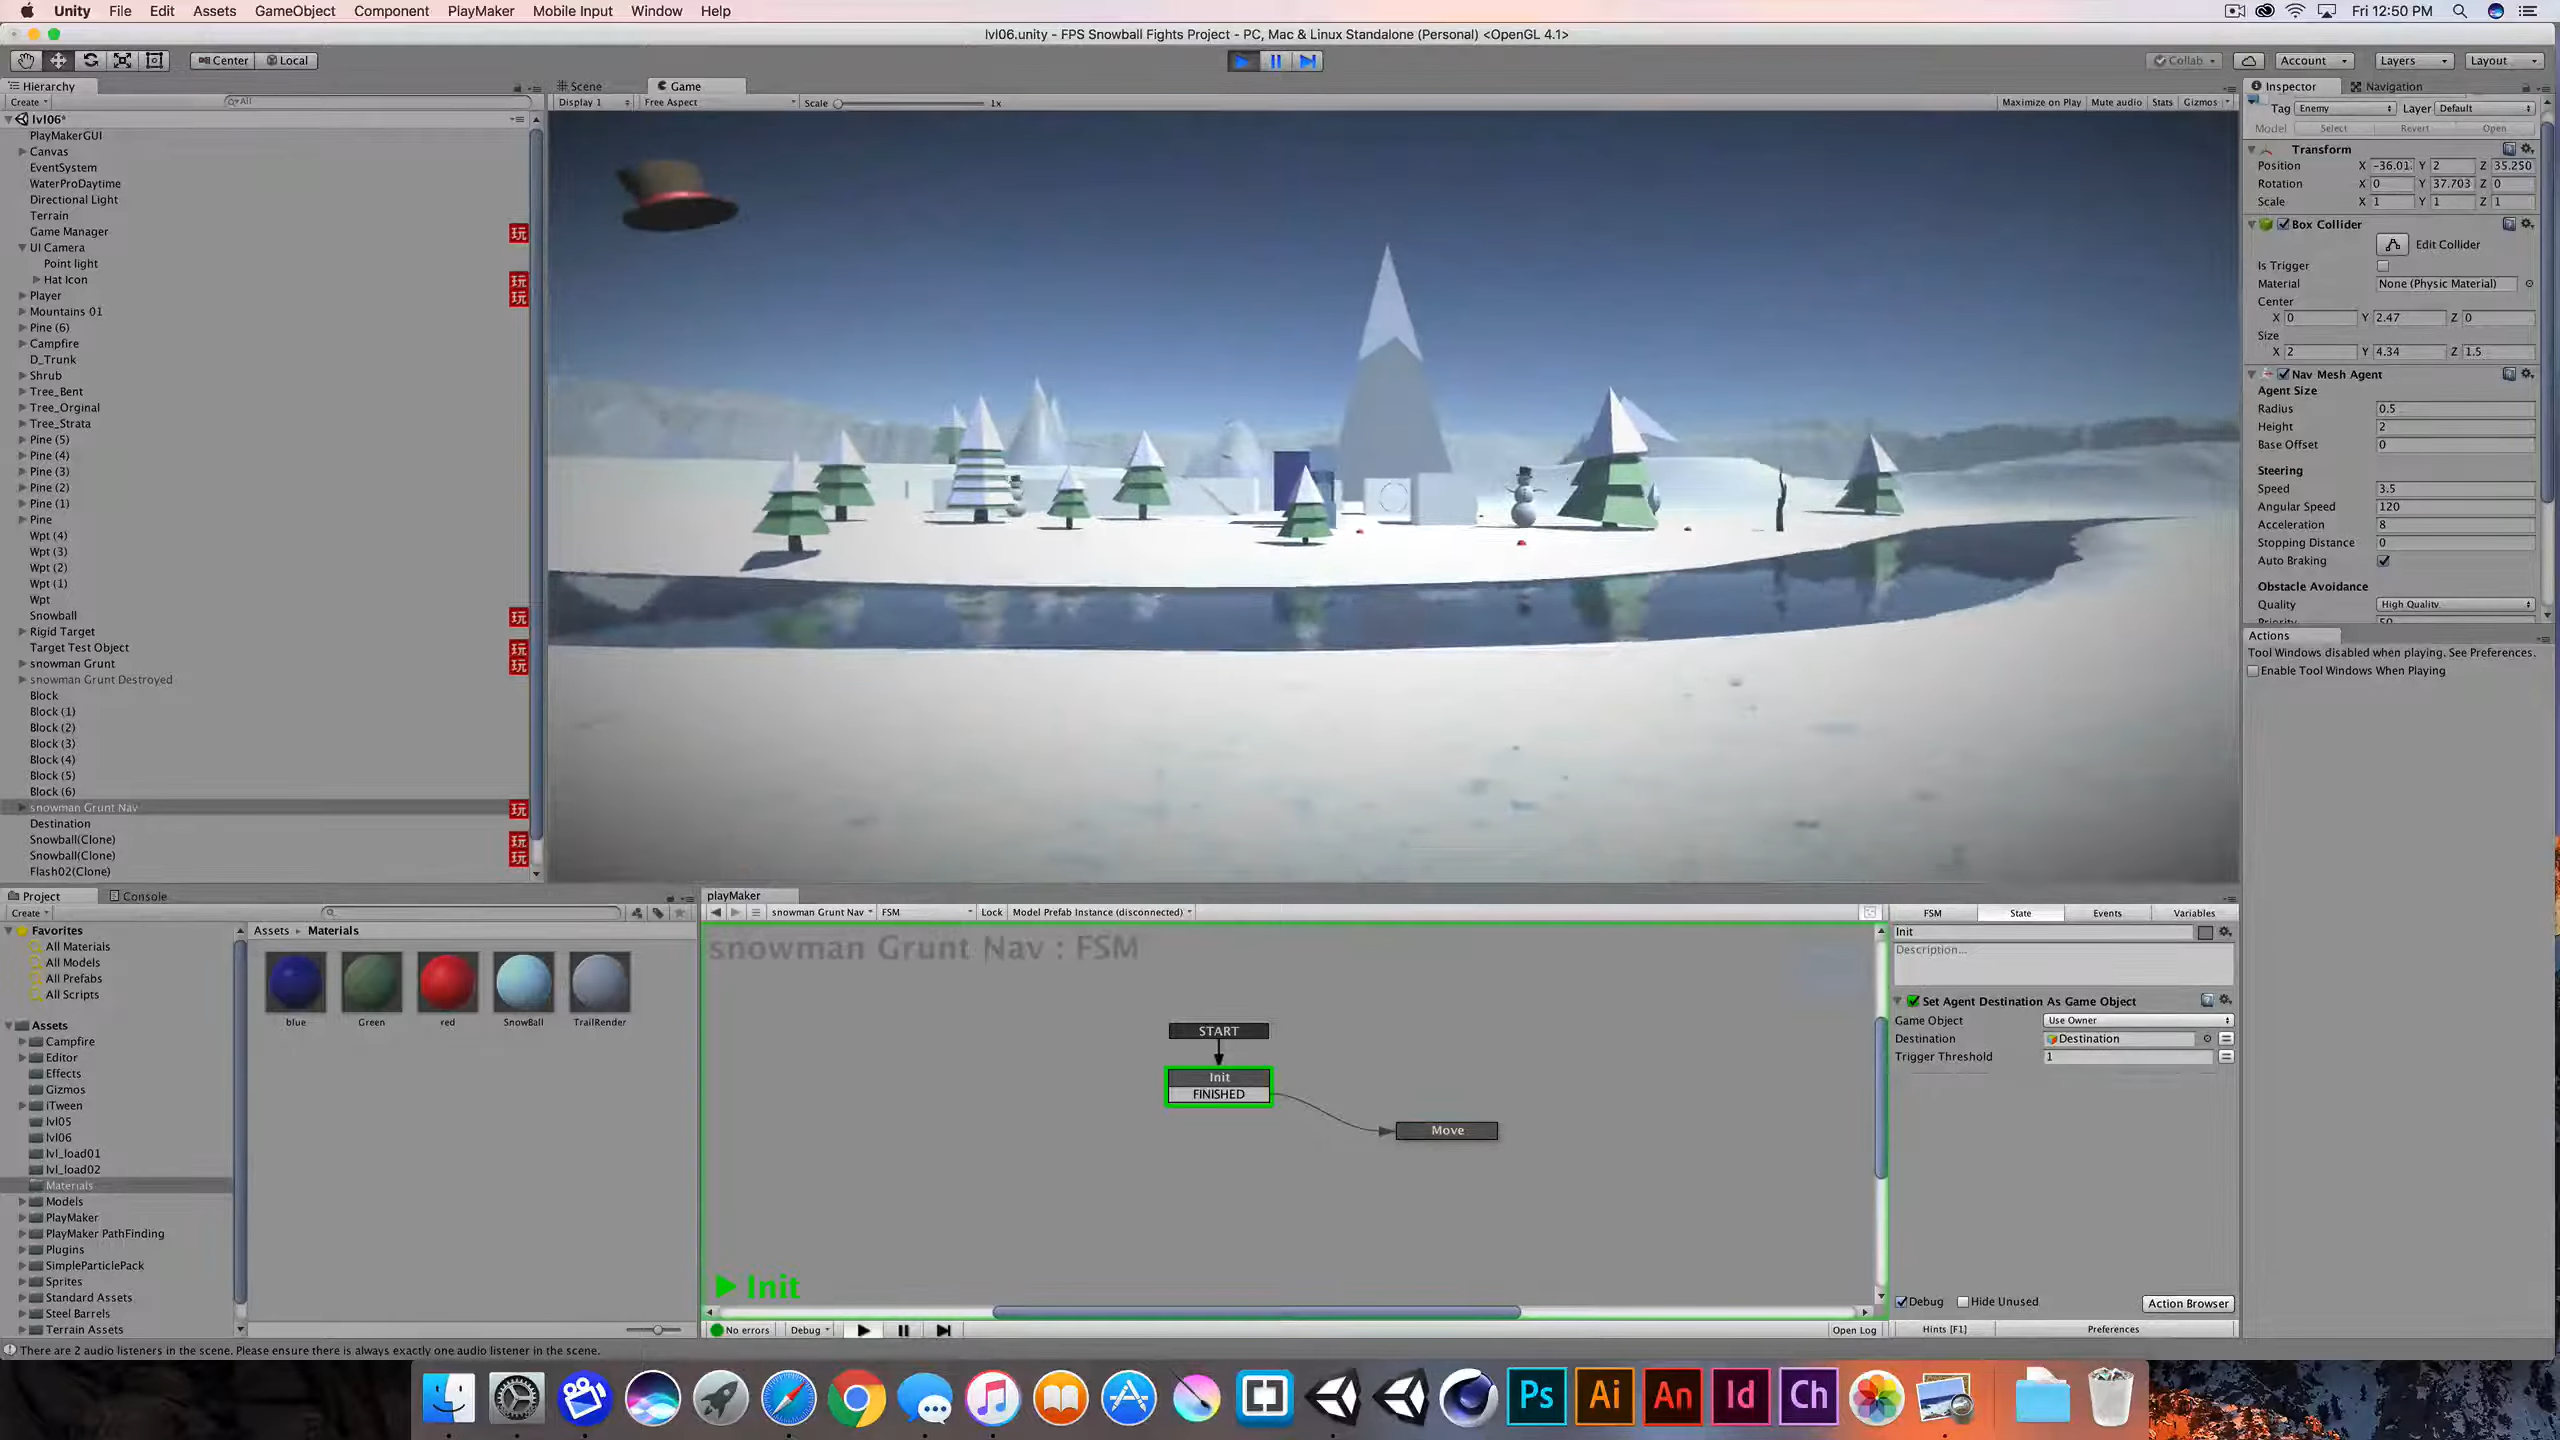 Unity File Edit Assets GameObject Component PlayMaker Mobile Input Window Help Fri 12:50 PM
lvl06.unity - FPS Snowball Fights Project - PC, Mac & Linux Standalone (Personal) <OpenGL 4.1>
Center Local Collab Account Layers Layout
Hierarchy Scene Game Inspector Navigation
Create All Display 1 Free Aspect Scale 1x Maximize on Play Mute audio Stats Gizmos
lvl06*
PlayMakerGUI
Canvas
EventSystem
WaterProDaytime
Directional Light
Terrain
Game Manager 玩
UI Camera
Point light
Hat Icon 玩
Player 玩
Mountains 01
Pine (6)
Campfire
D_Trunk
Shrub
Tree_Bent
Tree_Orginal
Tree_Strata
Pine (5)
Pine (4)
Pine (3)
Pine (2)
Pine (1)
Pine
Wpt (4)
Wpt (3)
Wpt (2)
Wpt (1)
Wpt
Snowball 玩
Rigid Target
Target Test Object 玩
snowman Grunt 玩
snowman Grunt Destroyed
Block
Block (1)
Block (2)
Block (3)
Block (4)
Block (5)
Block (6)
snowman Grunt Nav 玩
Destination
Snowball(Clone) 玩
Snowball(Clone) 玩
Flash02(Clone)
Tag Enemy Layer Default
Model Select Revert Open
Transform
Position X -36.01 Y 2 Z 35.250
Rotation X 0 Y 37.703 Z 0
Scale X 1 Y 1 Z 1
Box Collider
Edit Collider
Is Trigger
Material None (Physic Material)
Center
X 0 Y 2.47 Z 0
Size
X 2 Y 4.34 Z 1.5
Nav Mesh Agent
Agent Size
Radius 0.5
Height 2
Base Offset 0
Steering
Speed 3.5
Angular Speed 120
Acceleration 8
Stopping Distance 0
Auto Braking
Obstacle Avoidance
Quality High Quality
Priority 50
Actions
Tool Windows disabled when playing. See Preferences.
Enable Tool Windows When Playing
Project Console
Create
Favorites
All Materials
All Models
All Prefabs
All Scripts
Assets
Campfire
Editor
Effects
Gizmos
iTween
lvl05
lvl06
lvl_load01
lvl_load02
Materials
Models
PlayMaker
PlayMaker PathFinding
Plugins
SimpleParticlePack
Sprites
Standard Assets
Steel Barrels
Terrain Assets
Assets Materials
blue Green red SnowBall TrailRender
playMaker
snowman Grunt Nav FSM Lock Model Prefab Instance (disconnected)
snowman Grunt Nav : FSM
START
Init
FINISHED
Move
Init
No errors Debug Open Log
FSM State Events Variables
Init
Description...
Set Agent Destination As Game Object
Game Object Use Owner
Destination Destination
Trigger Threshold 1
Debug Hide Unused Action Browser
Hints [F1] Preferences
There are 2 audio listeners in the scene. Please ensure there is always exactly one audio listener in the scene.
Ps Ai An Id Ch